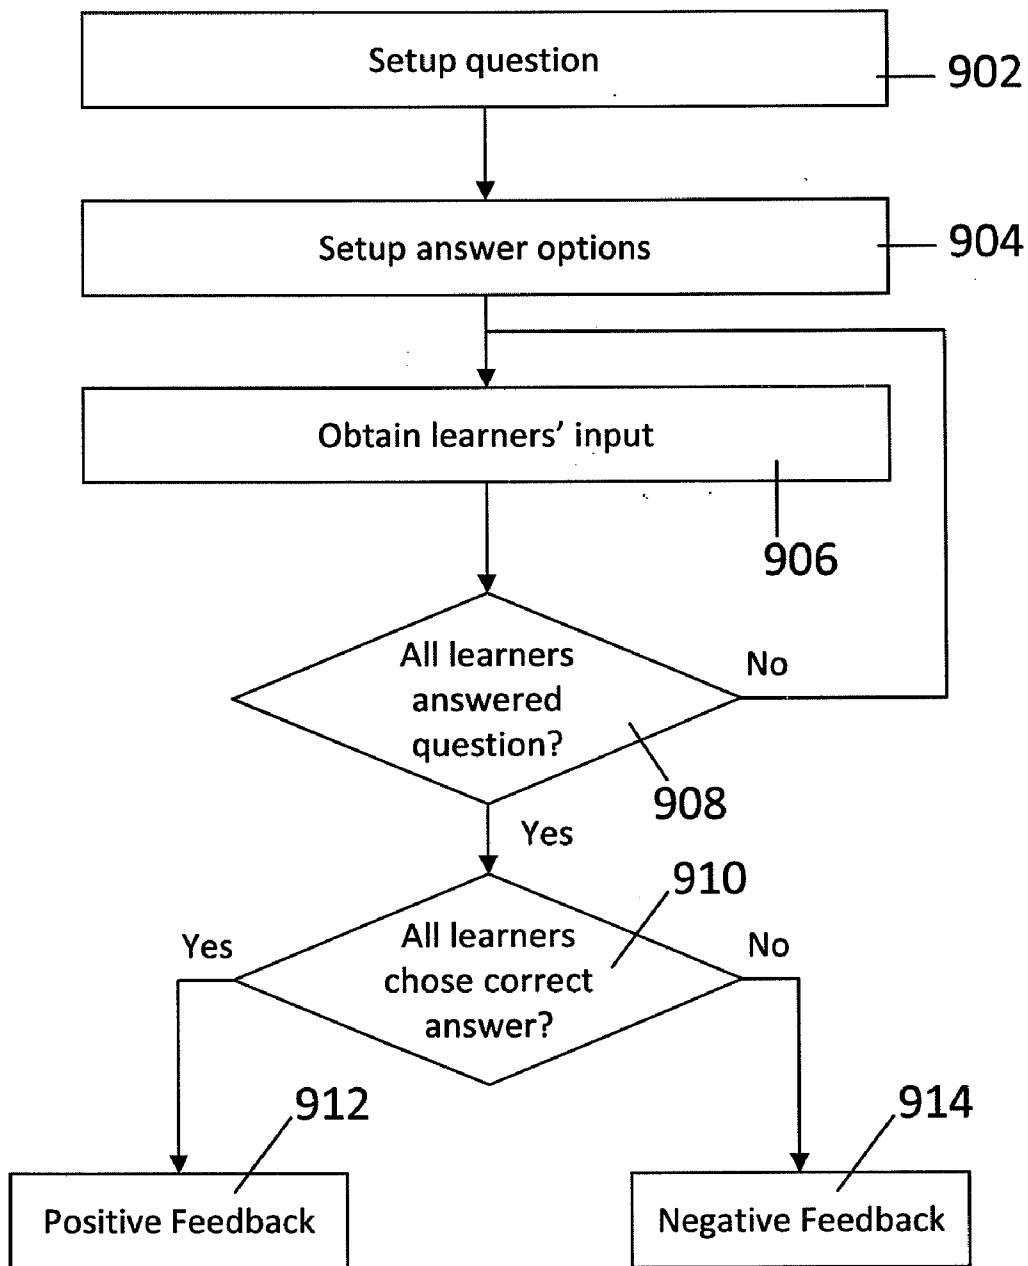 Setup question
902
Setup answer options
904
Obtain learners’ input
906
All learners
answered
question?
No
908
Yes
910
All learners
chose correct
answer?
Yes
No
912
914
Positive Feedback
Negative Feedback